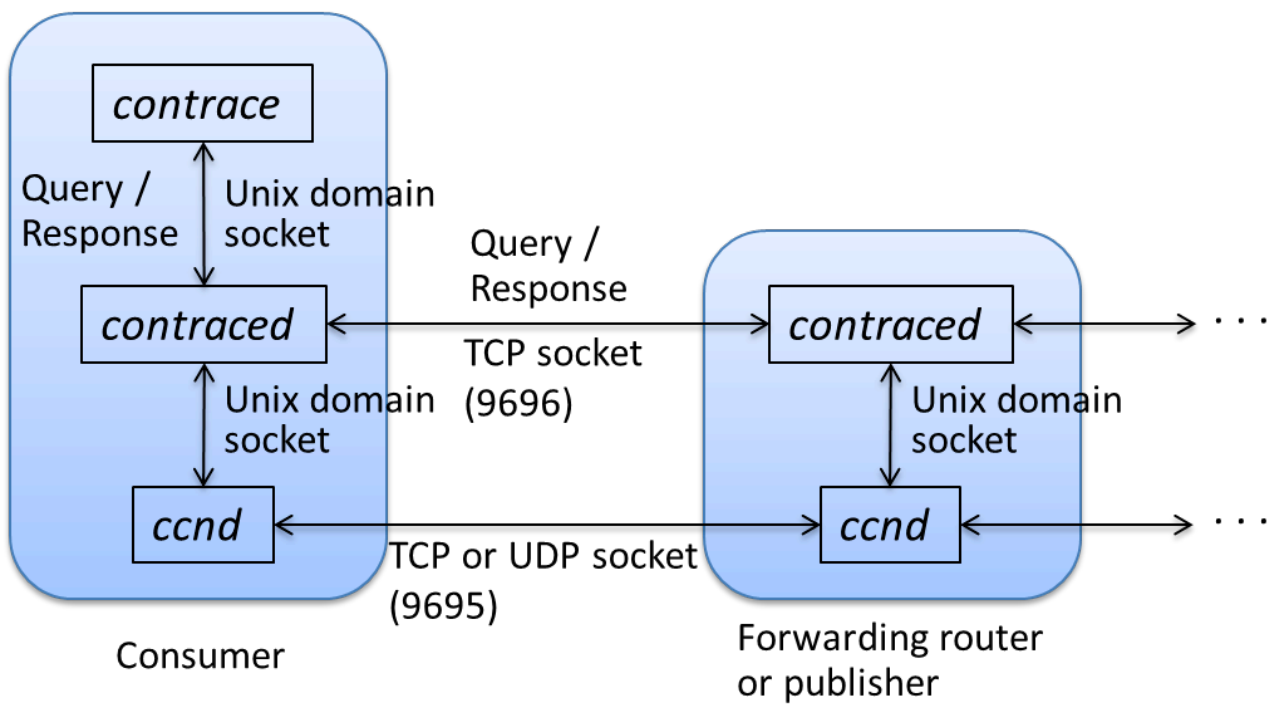 contrace
Query /
Response
Unix domain
socket
contraced
Unix domain
socket
ccnd
Consumer
Query /
Response
TCP socket
(9696)
TCP or UDP socket
(9695)
contraced
Unix domain
socket
ccnd
Forwarding router
or publisher
. . .
. . .